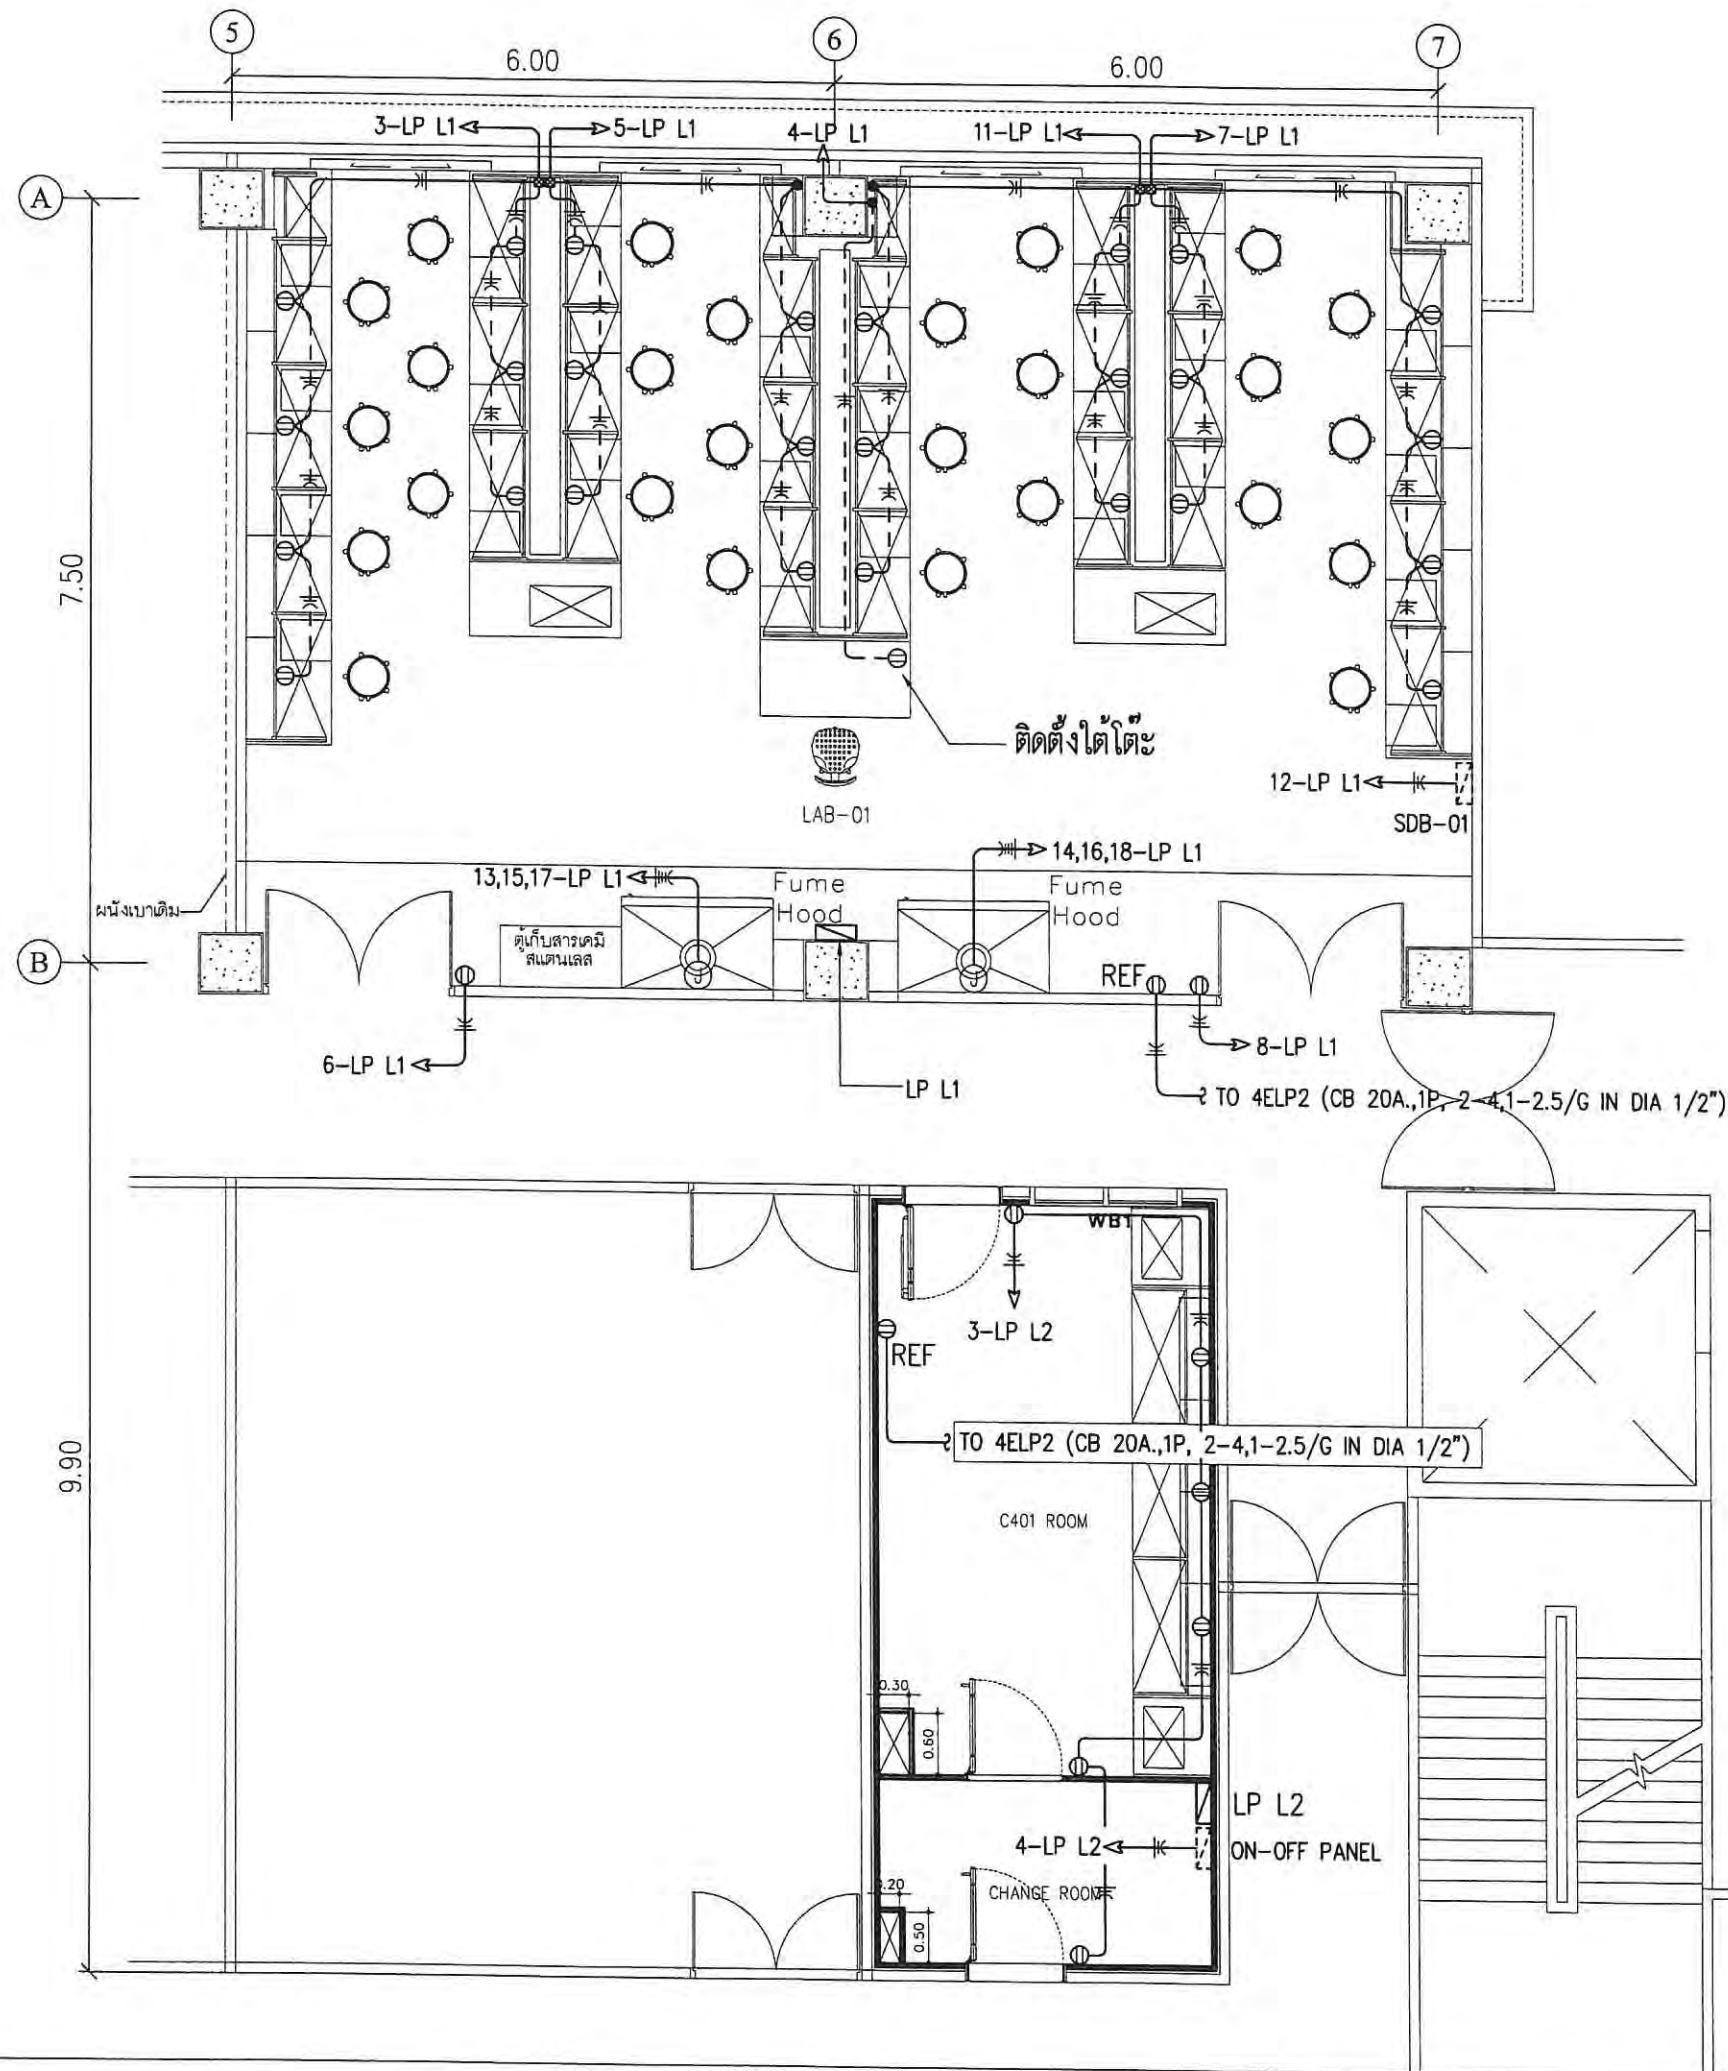 5
6
7
6.00
6.00
3-LP L1
5-LP L1
4-LP L1
11-LP L1
7-LP L1
A
7.50
ติดตั้งใต้โต๊ะ
LAB-01
12-LP L1
SDB-01
14,16,18-LP L1
13,15,17-LP L1
Fume
Hood
Fume
Hood
ผนังเบาเดิม
ตู้เก็บสารเคมี
สแตนเลส
B
REF
6-LP L1
8-LP L1
LP L1
TO 4ELP2 (CB 20A.,1P, 2-4,1-2.5/G IN DIA 1/2")
WB1
3-LP L2
REF
TO 4ELP2 (CB 20A.,1P, 2-4,1-2.5/G IN DIA 1/2")
9.90
C401 ROOM
0.30
0.60
LP L2
4-LP L2
ON-OFF PANEL
CHANGE ROOM
.20
0.50